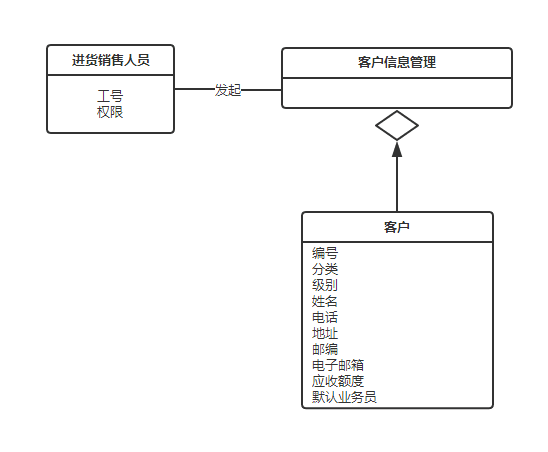 进货销售人员
工号
权限
发起
客户信息管理
客户
编号
分类
级别
姓名
电话
地址
邮编
电子邮箱
应收额度
默认业务员